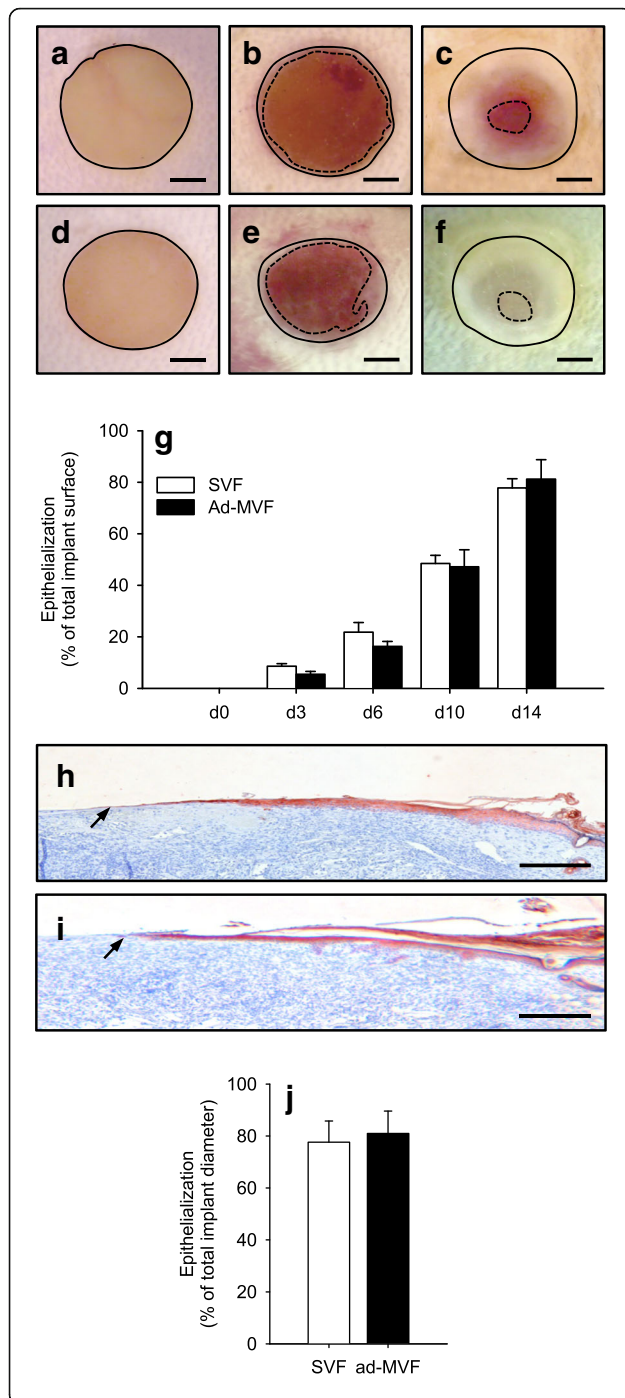 a b c
d e f
g
Epithelialization
(% of total implant surface)
100
80
60
40
20
0
SVF
Ad-MVF
d0 d3 d6 d10 d14
h
i
j
Epithelialization
(% of total implant diameter)
100
80
60
40
20
0
SVF ad-MVF